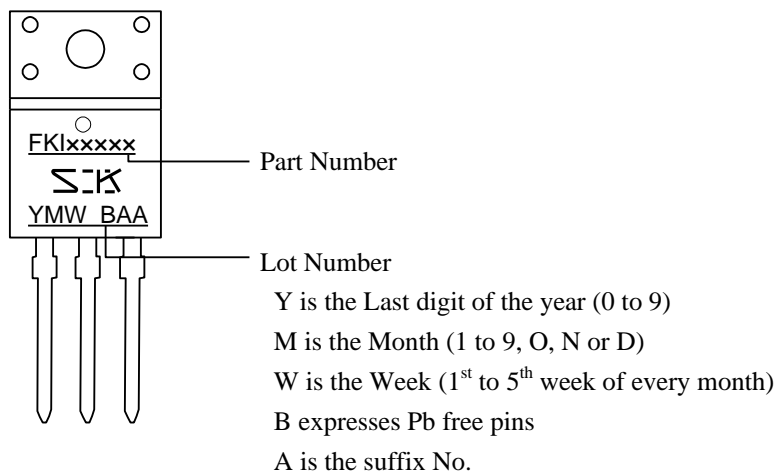 FKI×××××
SK
YMW BAA
Part Number
Lot Number
Y is the Last digit of the year (0 to 9)
M is the Month (1 to 9, O, N or D)
W is the Week (1st to 5th week of every month)
B expresses Pb free pins
A is the suffix No.